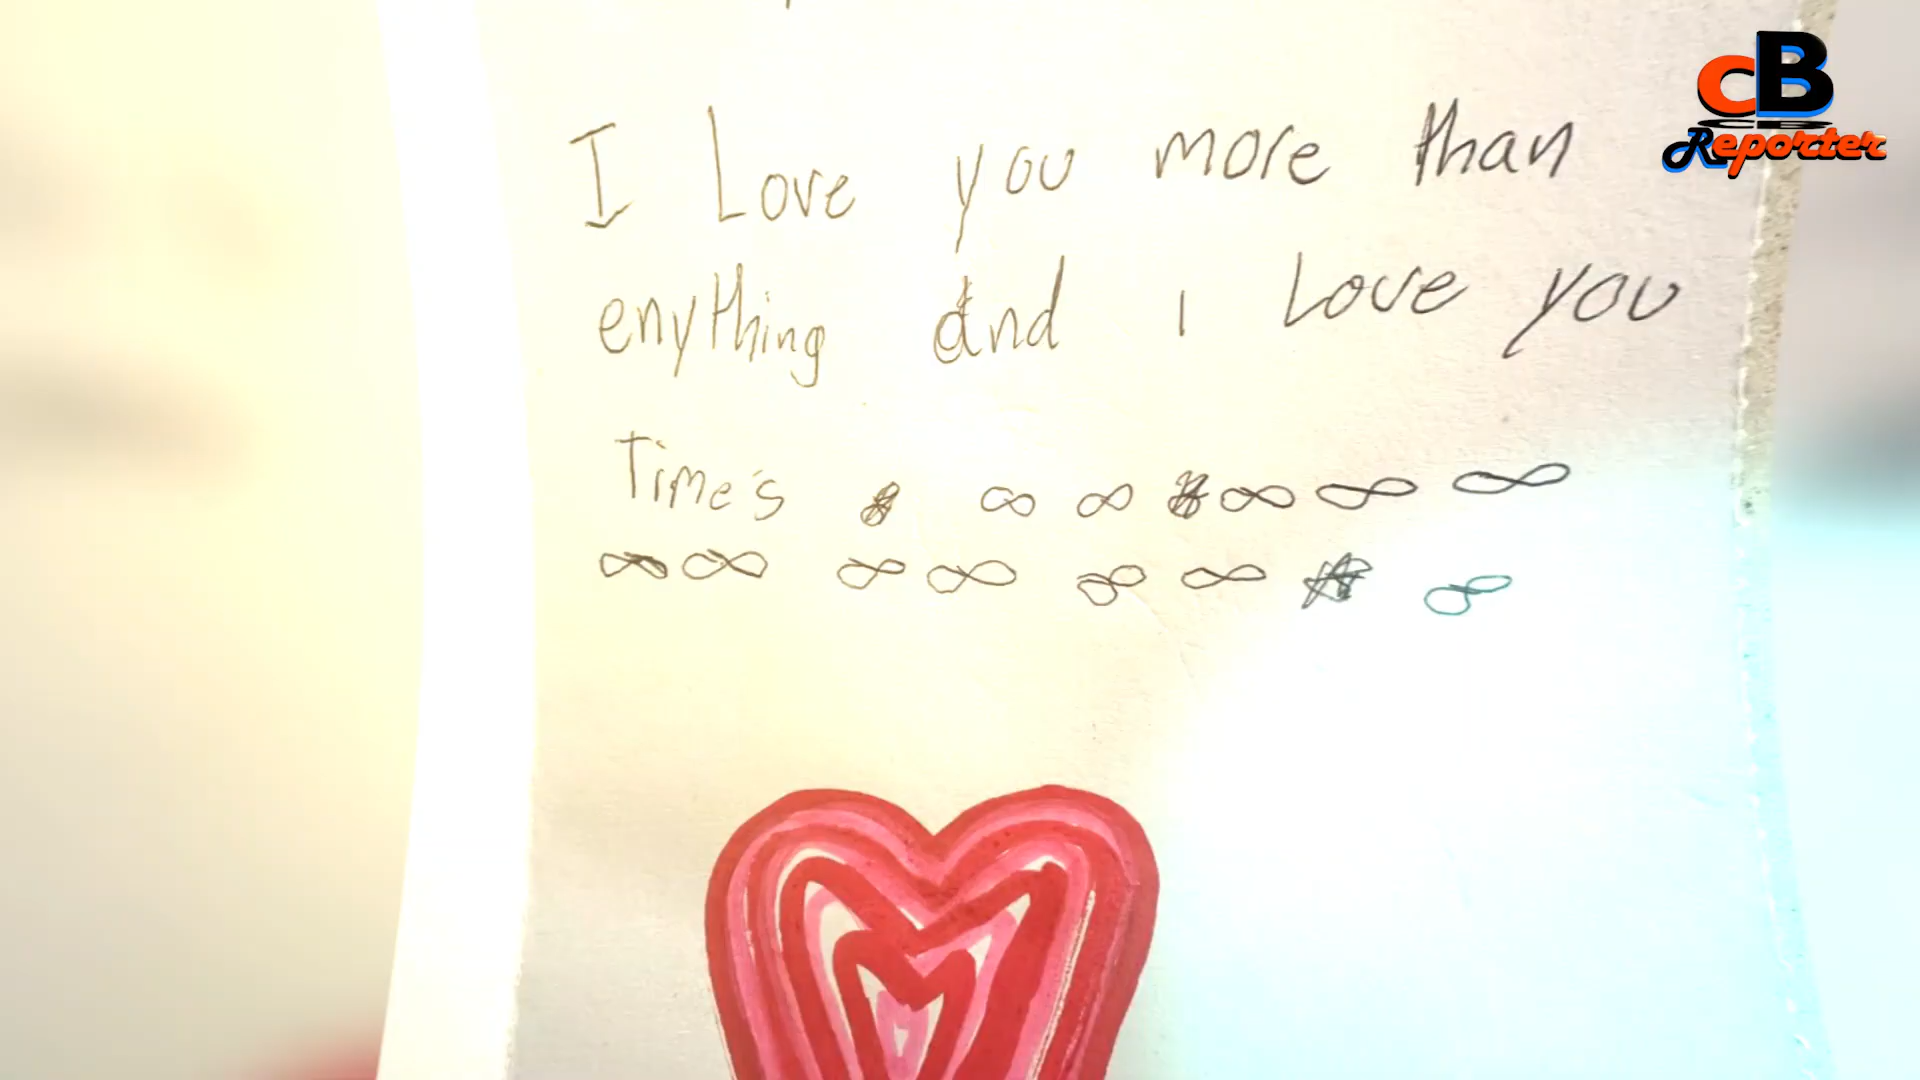 CB
Reporter
I Love you more than
enything and i Love you
Time's ∞ ∞ ∞ ∞ ∞
∞ ∞ ∞ ∞ ∞ ∞ ∞